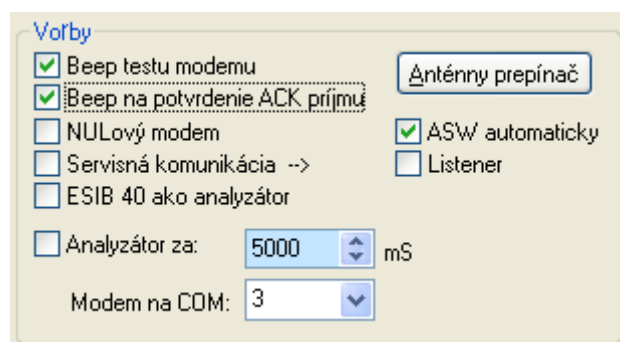 Voľby
Beep testu modemu
Anténny prepínač
Beep na potvrdenie ACK príjmu
NULový modem
ASW automaticky
Servisná komunikácia -->
Listener
ESIB 40 ako analyzátor
Analyzátor za: 5000 mS
Modem na COM: 3